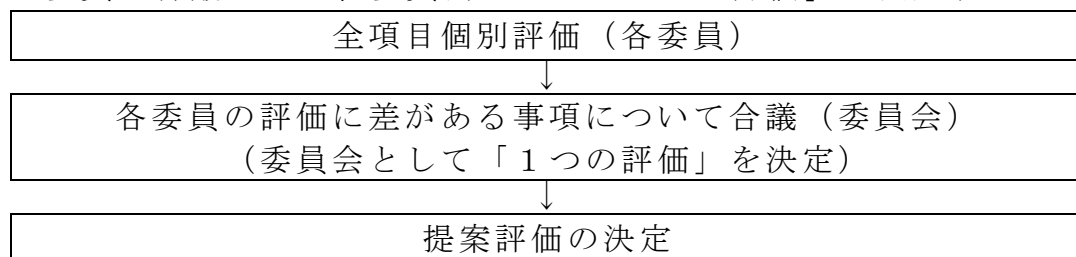 全項目個別評価（各委員）
↓
各委員の評価に差がある事項について合議（委員会）
（委員会として「１つの評価」を決定）
↓
提案評価の決定